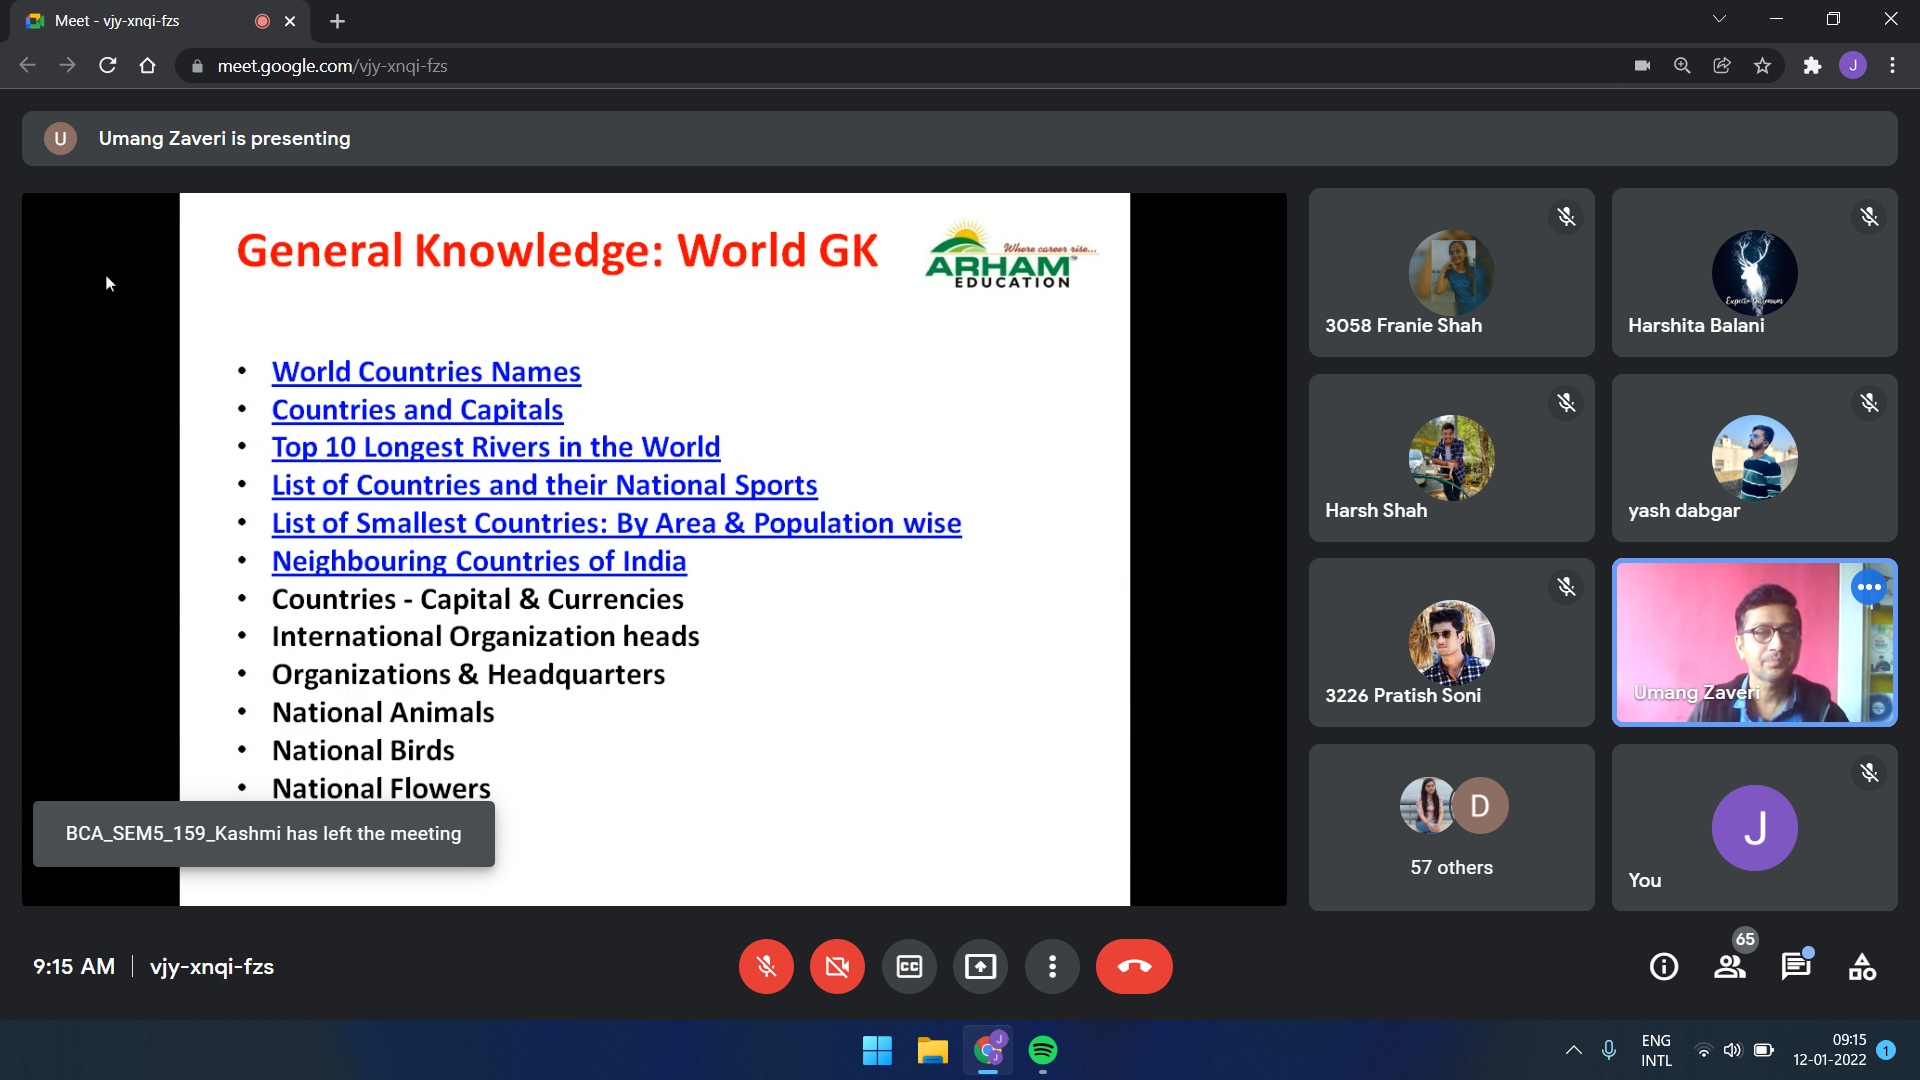 Meet - vjy-xnqi-fzs
meet.google.com/vjy-xnqi-fzs
J
U
Umang Zaveri is presenting
General Knowledge: World GK
Where career rise...
ARHAM™
EDUCATION
• World Countries Names
• Countries and Capitals
• Top 10 Longest Rivers in the World
• List of Countries and their National Sports
• List of Smallest Countries: By Area & Population wise
• Neighbouring Countries of India
• Countries - Capital & Currencies
• International Organization heads
• Organizations & Headquarters
• National Animals
• National Birds
• National Flowers
BCA_SEM5_159_Kashmi has left the meeting
3058 Franie Shah
Expecto
Harshita Balani
Harsh Shah
yash dabgar
3226 Pratish Soni
Umang Zaveri
D
57 others
J
You
9:15 AM | vjy-xnqi-fzs
CC
65
J
J
ENG
INTL
09:15
12-01-2022
1